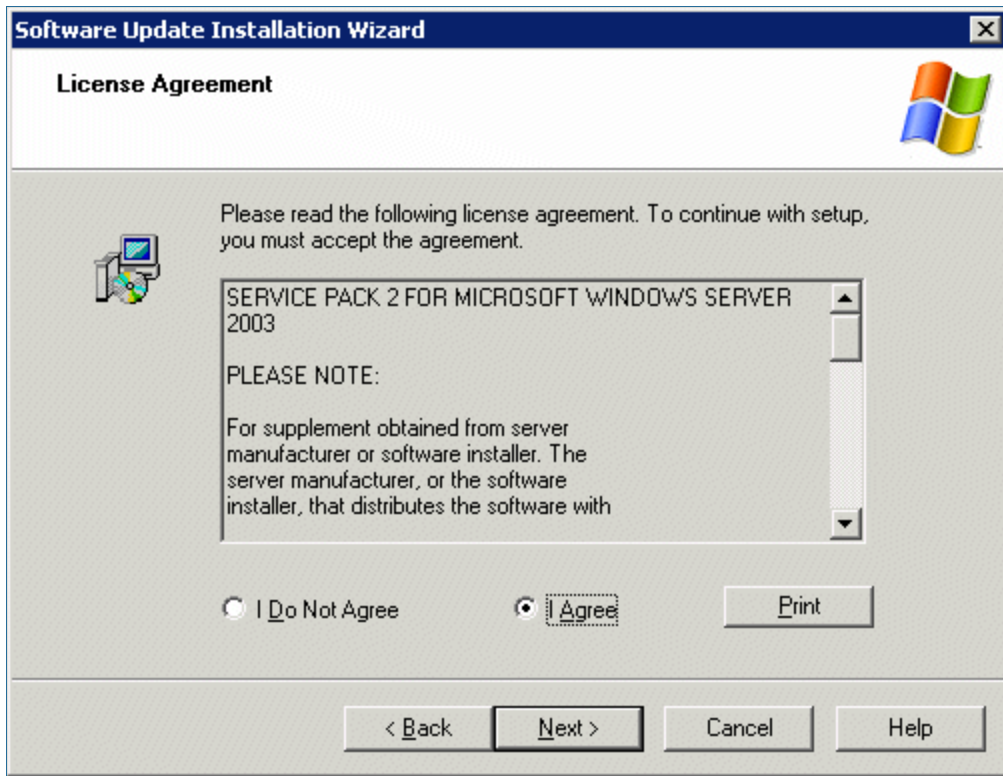 Software Update Installation Wizard
License Agreement
Please read the following license agreement. To continue with setup,
you must accept the agreement.
SERVICE PACK 2 FOR MICROSOFT WINDOWS SERVER
2003
PLEASE NOTE:
For supplement obtained from server
manufacturer or software installer. The
server manufacturer, or the software
installer, that distributes the software with
I Do Not Agree
I Agree
Print
< Back
Next >
Cancel
Help